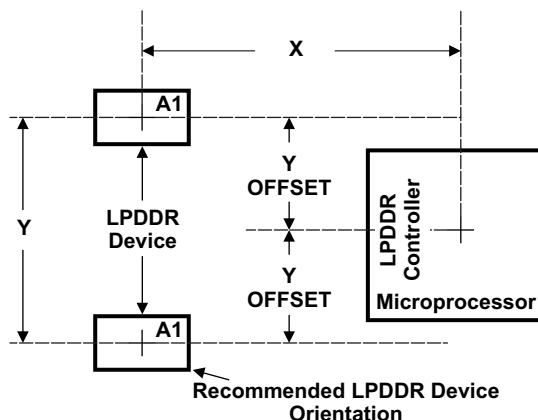 X
A1
Y
OFFSET
Y
LPDDR
Device
LPDDR
Controller
Y
OFFSET
Microprocessor
A1
Recommended LPDDR Device
Orientation